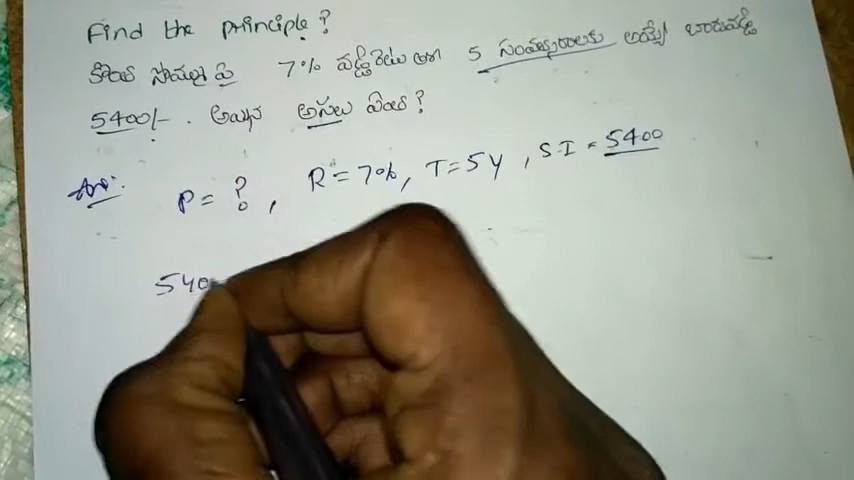 Find the principle ?
కొంత సొమ్ము పై 7% వడ్డీ రేటు 5 సంవత్సరాలకు అయ్యే బారువడ్డీ
5400/- . అయిన అసలు ఎంత ?
Ans: P = ? , R = 7%, T = 5y , S I = 5400
540